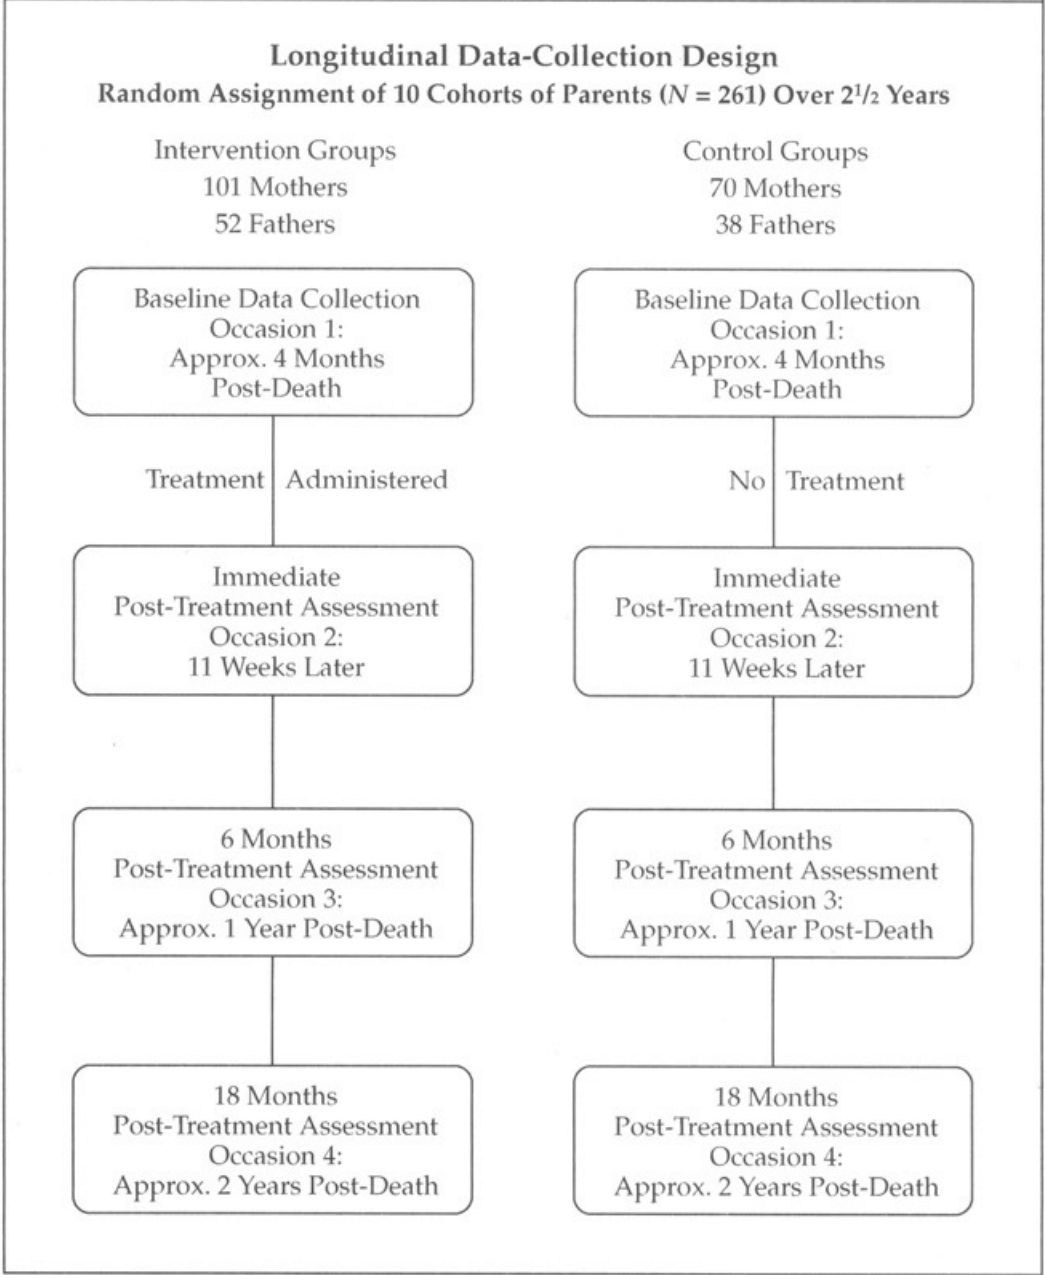 Longitudinal Data-Collection Design
Random Assignment of 10 Cohorts of Parents (N = 261) Over 2¹/₂ Years
Intervention Groups
101 Mothers
52 Fathers
Control Groups
70 Mothers
38 Fathers
Baseline Data Collection
Occasion 1:
Approx. 4 Months
Post-Death
Baseline Data Collection
Occasion 1:
Approx. 4 Months
Post-Death
Treatment Administered
No Treatment
Immediate
Post-Treatment Assessment
Occasion 2:
11 Weeks Later
Immediate
Post-Treatment Assessment
Occasion 2:
11 Weeks Later
6 Months
Post-Treatment Assessment
Occasion 3:
Approx. 1 Year Post-Death
6 Months
Post-Treatment Assessment
Occasion 3:
Approx. 1 Year Post-Death
18 Months
Post-Treatment Assessment
Occasion 4:
Approx. 2 Years Post-Death
18 Months
Post-Treatment Assessment
Occasion 4:
Approx. 2 Years Post-Death